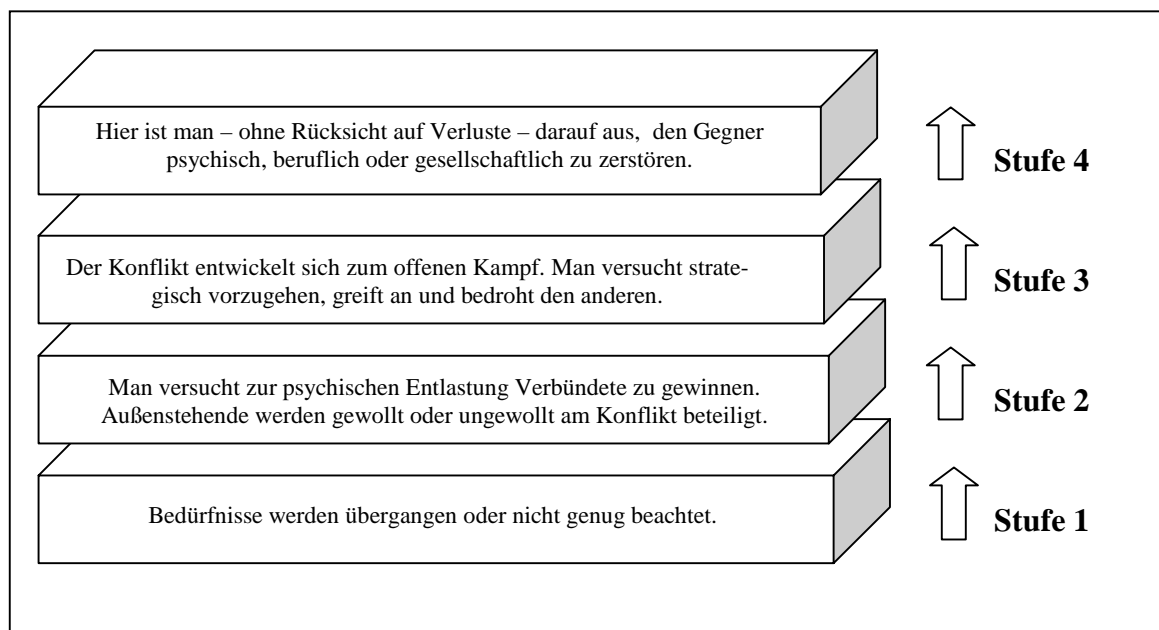 Hier ist man – ohne Rücksicht auf Verluste – darauf aus,  den Gegner
psychisch, beruflich oder gesellschaftlich zu zerstören.
Stufe 4
Der Konflikt entwickelt sich zum offenen Kampf. Man versucht strate-
gisch vorzugehen, greift an und bedroht den anderen.
Stufe 3
Man versucht zur psychischen Entlastung Verbündete zu gewinnen.
Außenstehende werden gewollt oder ungewollt am Konflikt beteiligt.
Stufe 2
Bedürfnisse werden übergangen oder nicht genug beachtet.
Stufe 1